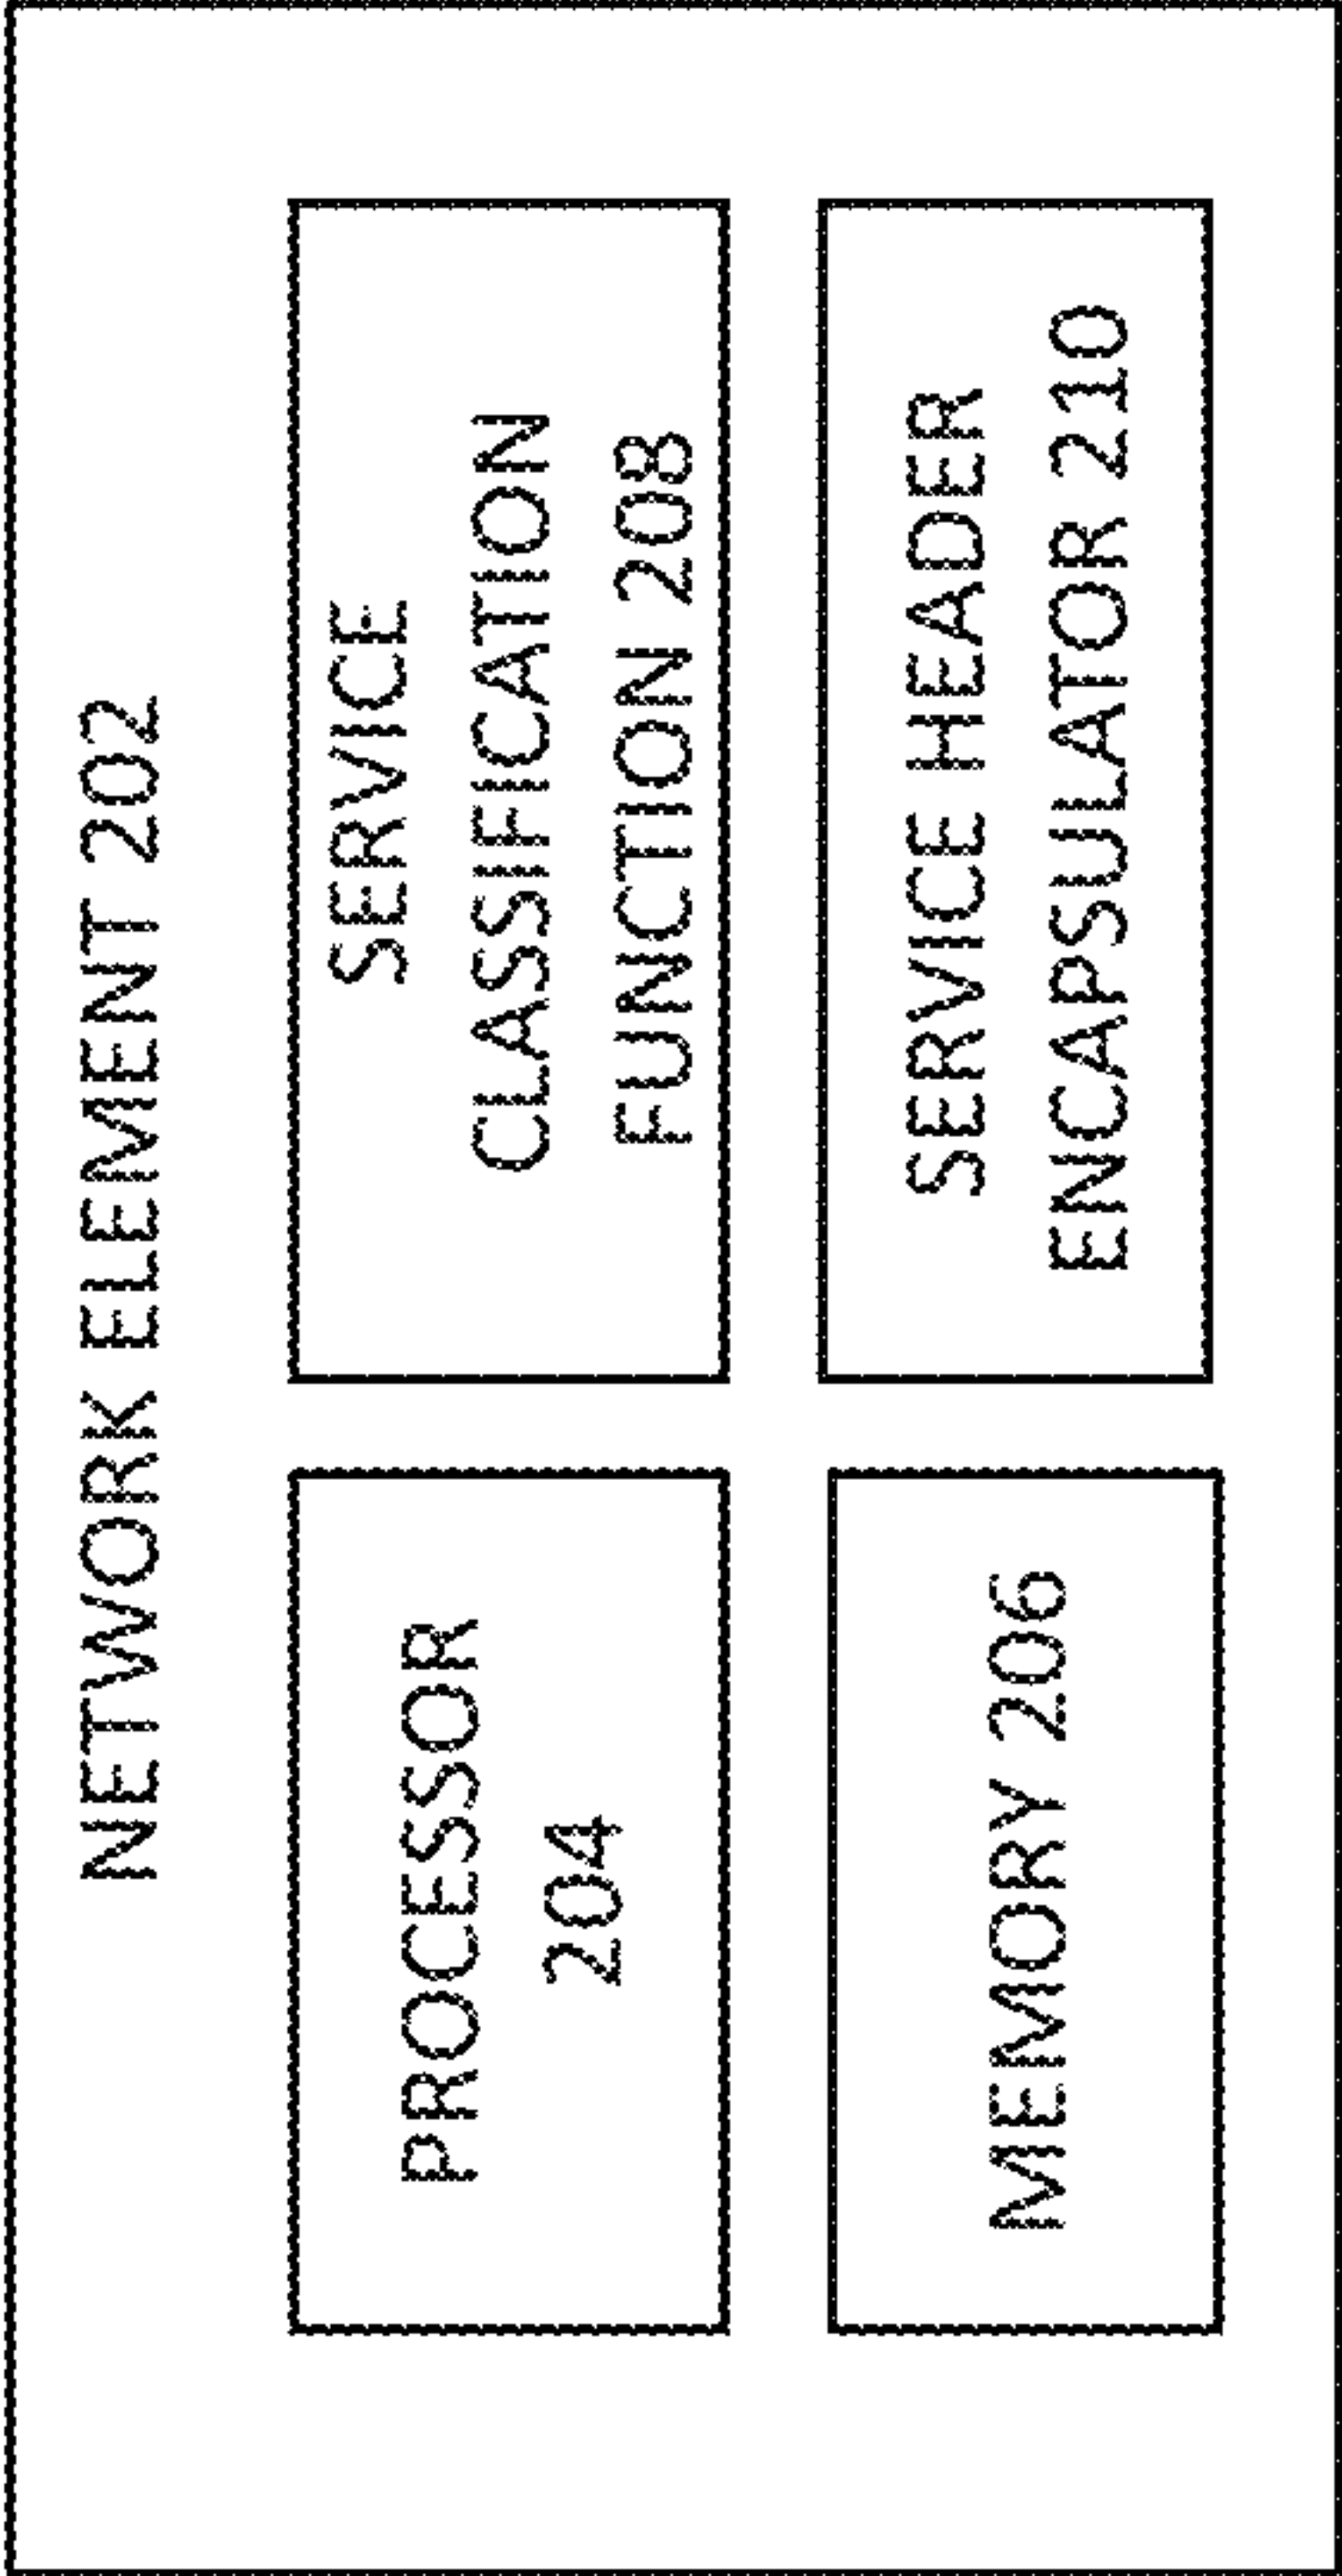 NETWORK ELEMENT 202
PROCESSOR
204
SERVICE
CLASSIFICATION
FUNCTION 208
MEMORY 206
SERVICE HEADER
ENCAPSULATOR 210